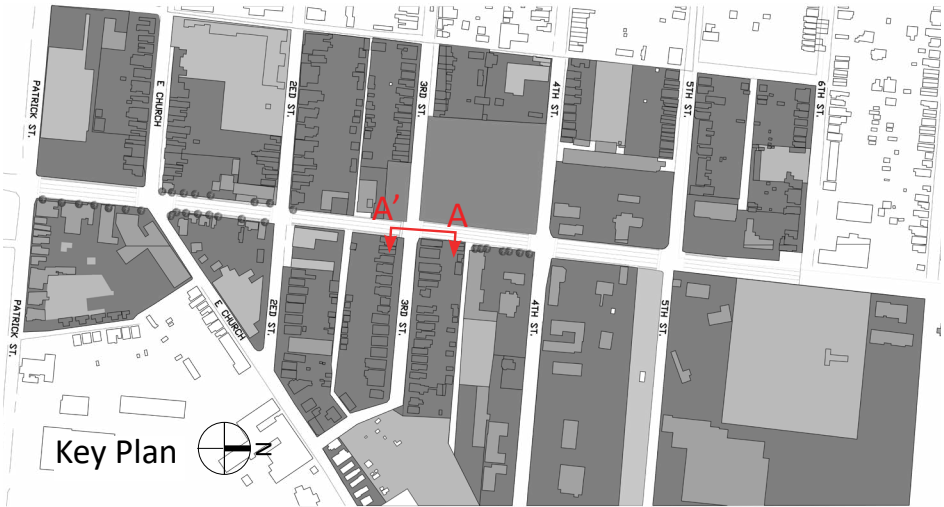 PATRICK ST.
E CHURCH
2ED ST.
3RD ST.
4TH ST.
5TH ST.
6TH ST.
A'
A
PATRICK ST.
E CHURCH
2ED ST.
3RD ST.
4TH ST.
5TH ST.
Key Plan
N